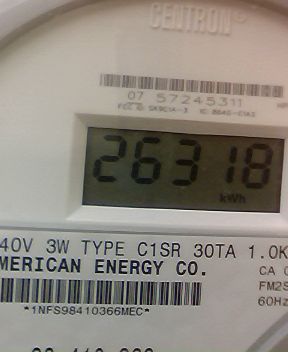 CENTRON®
07 57245311
26318
kWh
40V 3W TYPE C1SR 30TA 1.0K
MERICAN ENERGY CO.
CA 0
FM2S
60Hz
*1NFS98410366MEC*